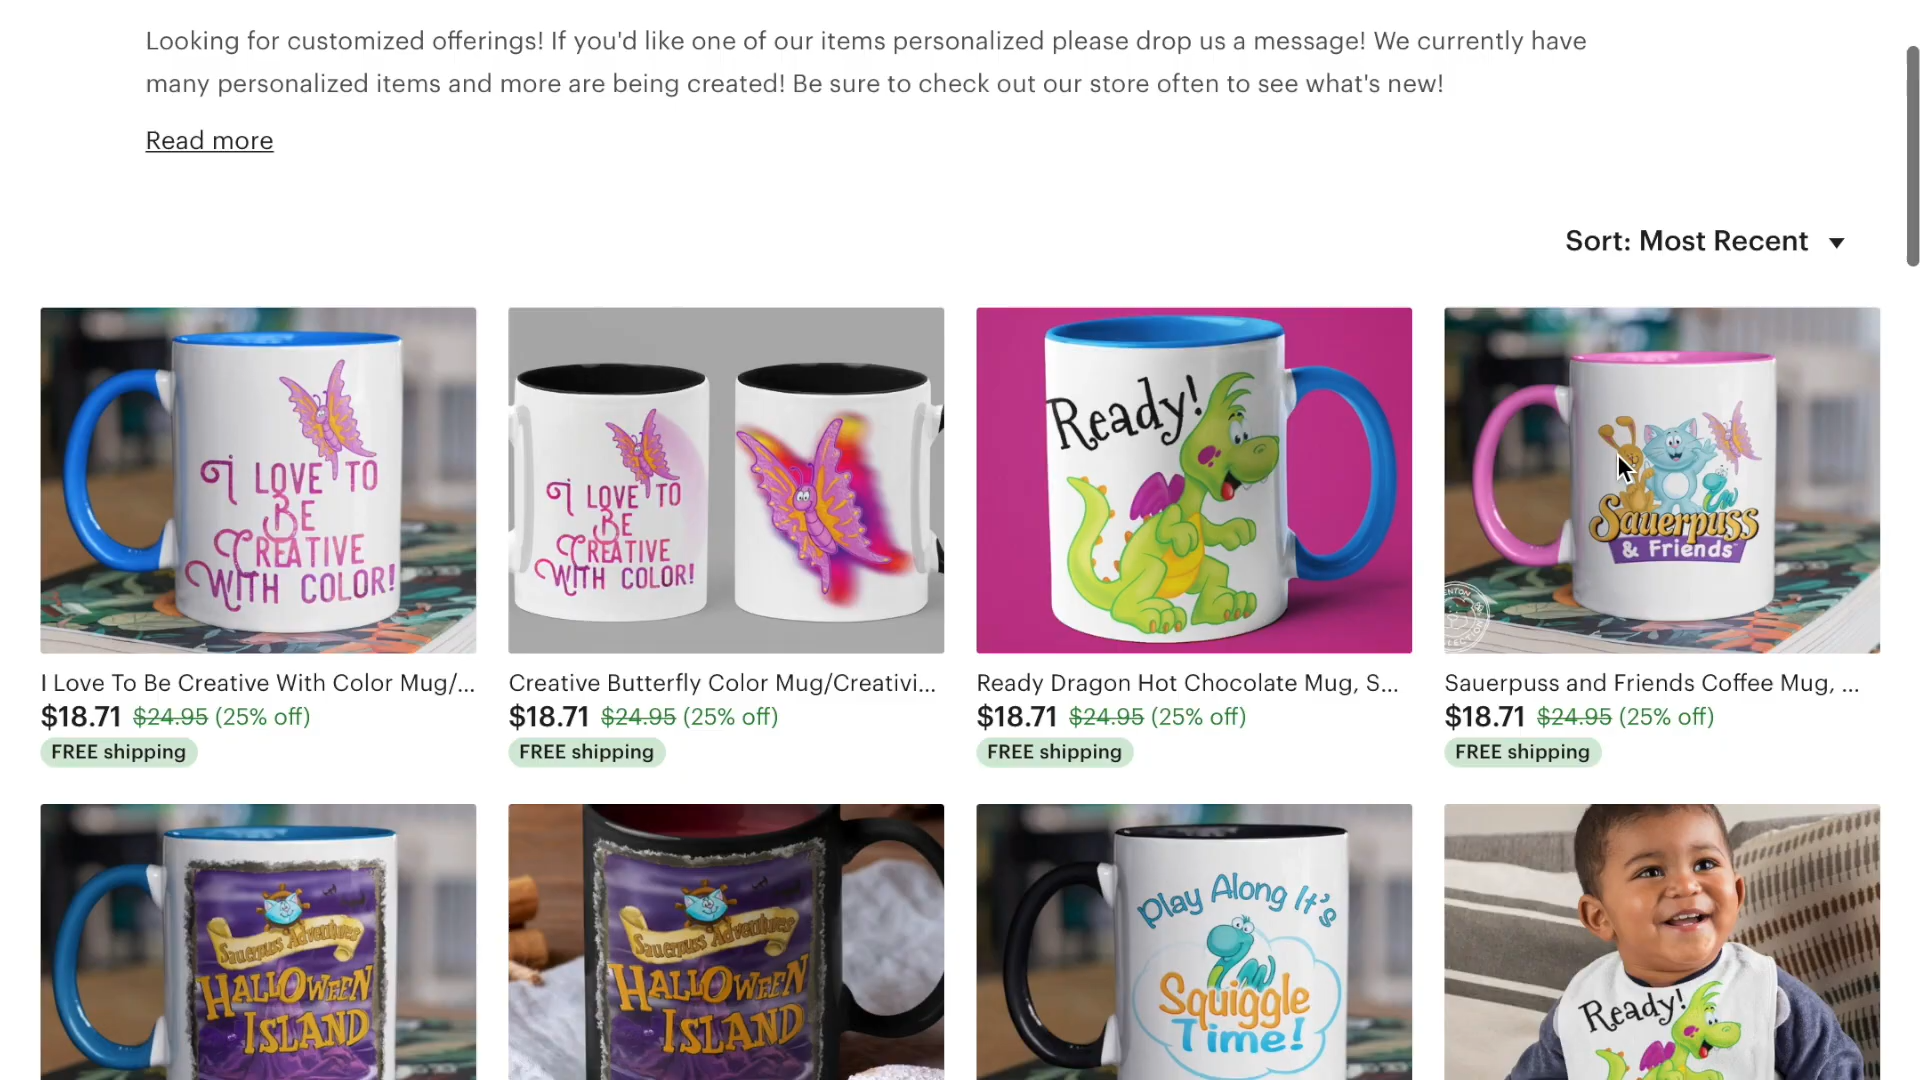 Looking for customized offerings! If you'd like one of our items personalized please drop us a message! We currently have
many personalized items and more are being created! Be sure to check out our store often to see what's new!
Read more
Sort: Most Recent
I LOVE TO
BE
CREATIVE
WITH COLOR!
I LOVE TO
BE
CREATIVE
WITH COLOR!
Ready!
Sauerpuss
& Friends
I Love To Be Creative With Color Mug/...
$18.71 $24.95 (25% off)
FREE shipping
Creative Butterfly Color Mug/Creativi...
$18.71 $24.95 (25% off)
FREE shipping
Ready Dragon Hot Chocolate Mug, S...
$18.71 $24.95 (25% off)
FREE shipping
Sauerpuss and Friends Coffee Mug, ...
$18.71 $24.95 (25% off)
FREE shipping
Sauerpuss Adventures
HALLOWEEN
ISLAND
Sauerpuss Adventures
HALLOWEEN
ISLAND
Play Along It's
Squiggle
Time!
Ready!